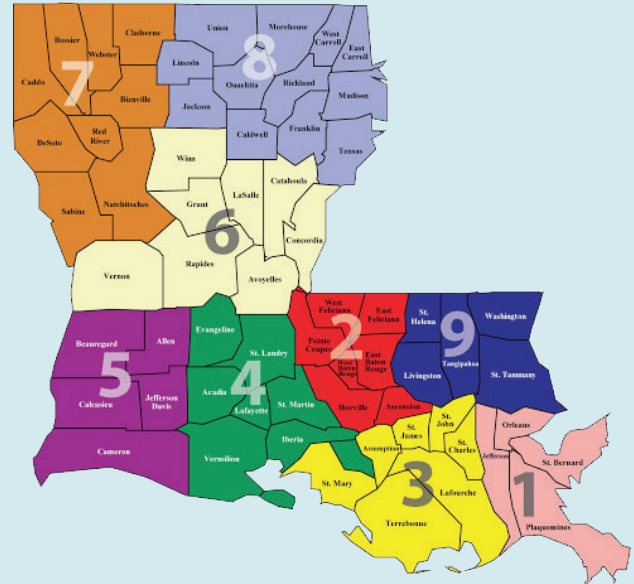 Union
Morehouse
West
Carroll
East
Carroll
Claiborne
Bossier
Webster
Lincoln
8
7
Caddo
Ouachita
Richland
Madison
Bienville
Jackson
Franklin
Caldwell
Tensas
DeSoto
Red
River
Winn
Natchitoches
Sabine
LaSalle
Catahoula
Grant
6
Concordia
Rapides
Vernon
Avoyelles
West
Feliciana
East
Feliciana
St.
Helena
Washington
Evangeline
Allen
Beauregard
Pointe
Coupee
2
9
St. Landry
East
Baton
Rouge
West
Baton
Rouge
Tangipahoa
Livingston
St. Tammany
5
4
Acadia
Calcasieu
Jefferson
Davis
Lafayette
St. Martin
Iberville
Ascension
Iberia
Cameron
Vermilion
St.
James
St.
John
St.
Charles
Assumption
Orleans
Jefferson
St. Bernard
St. Mary
3
Lafourche
1
Plaquemines
Terrebonne